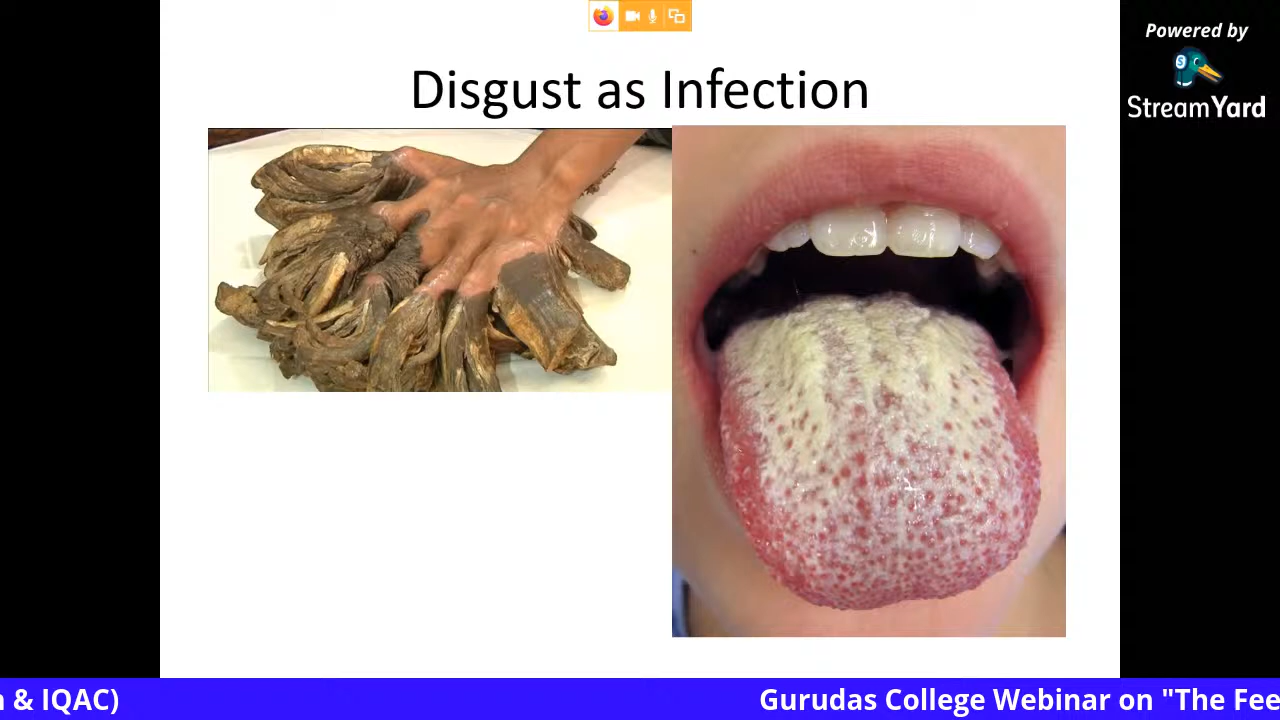 Disgust as Infection
Powered by
StreamYard
& IQAC)
Gurudas College Webinar on "The Fee